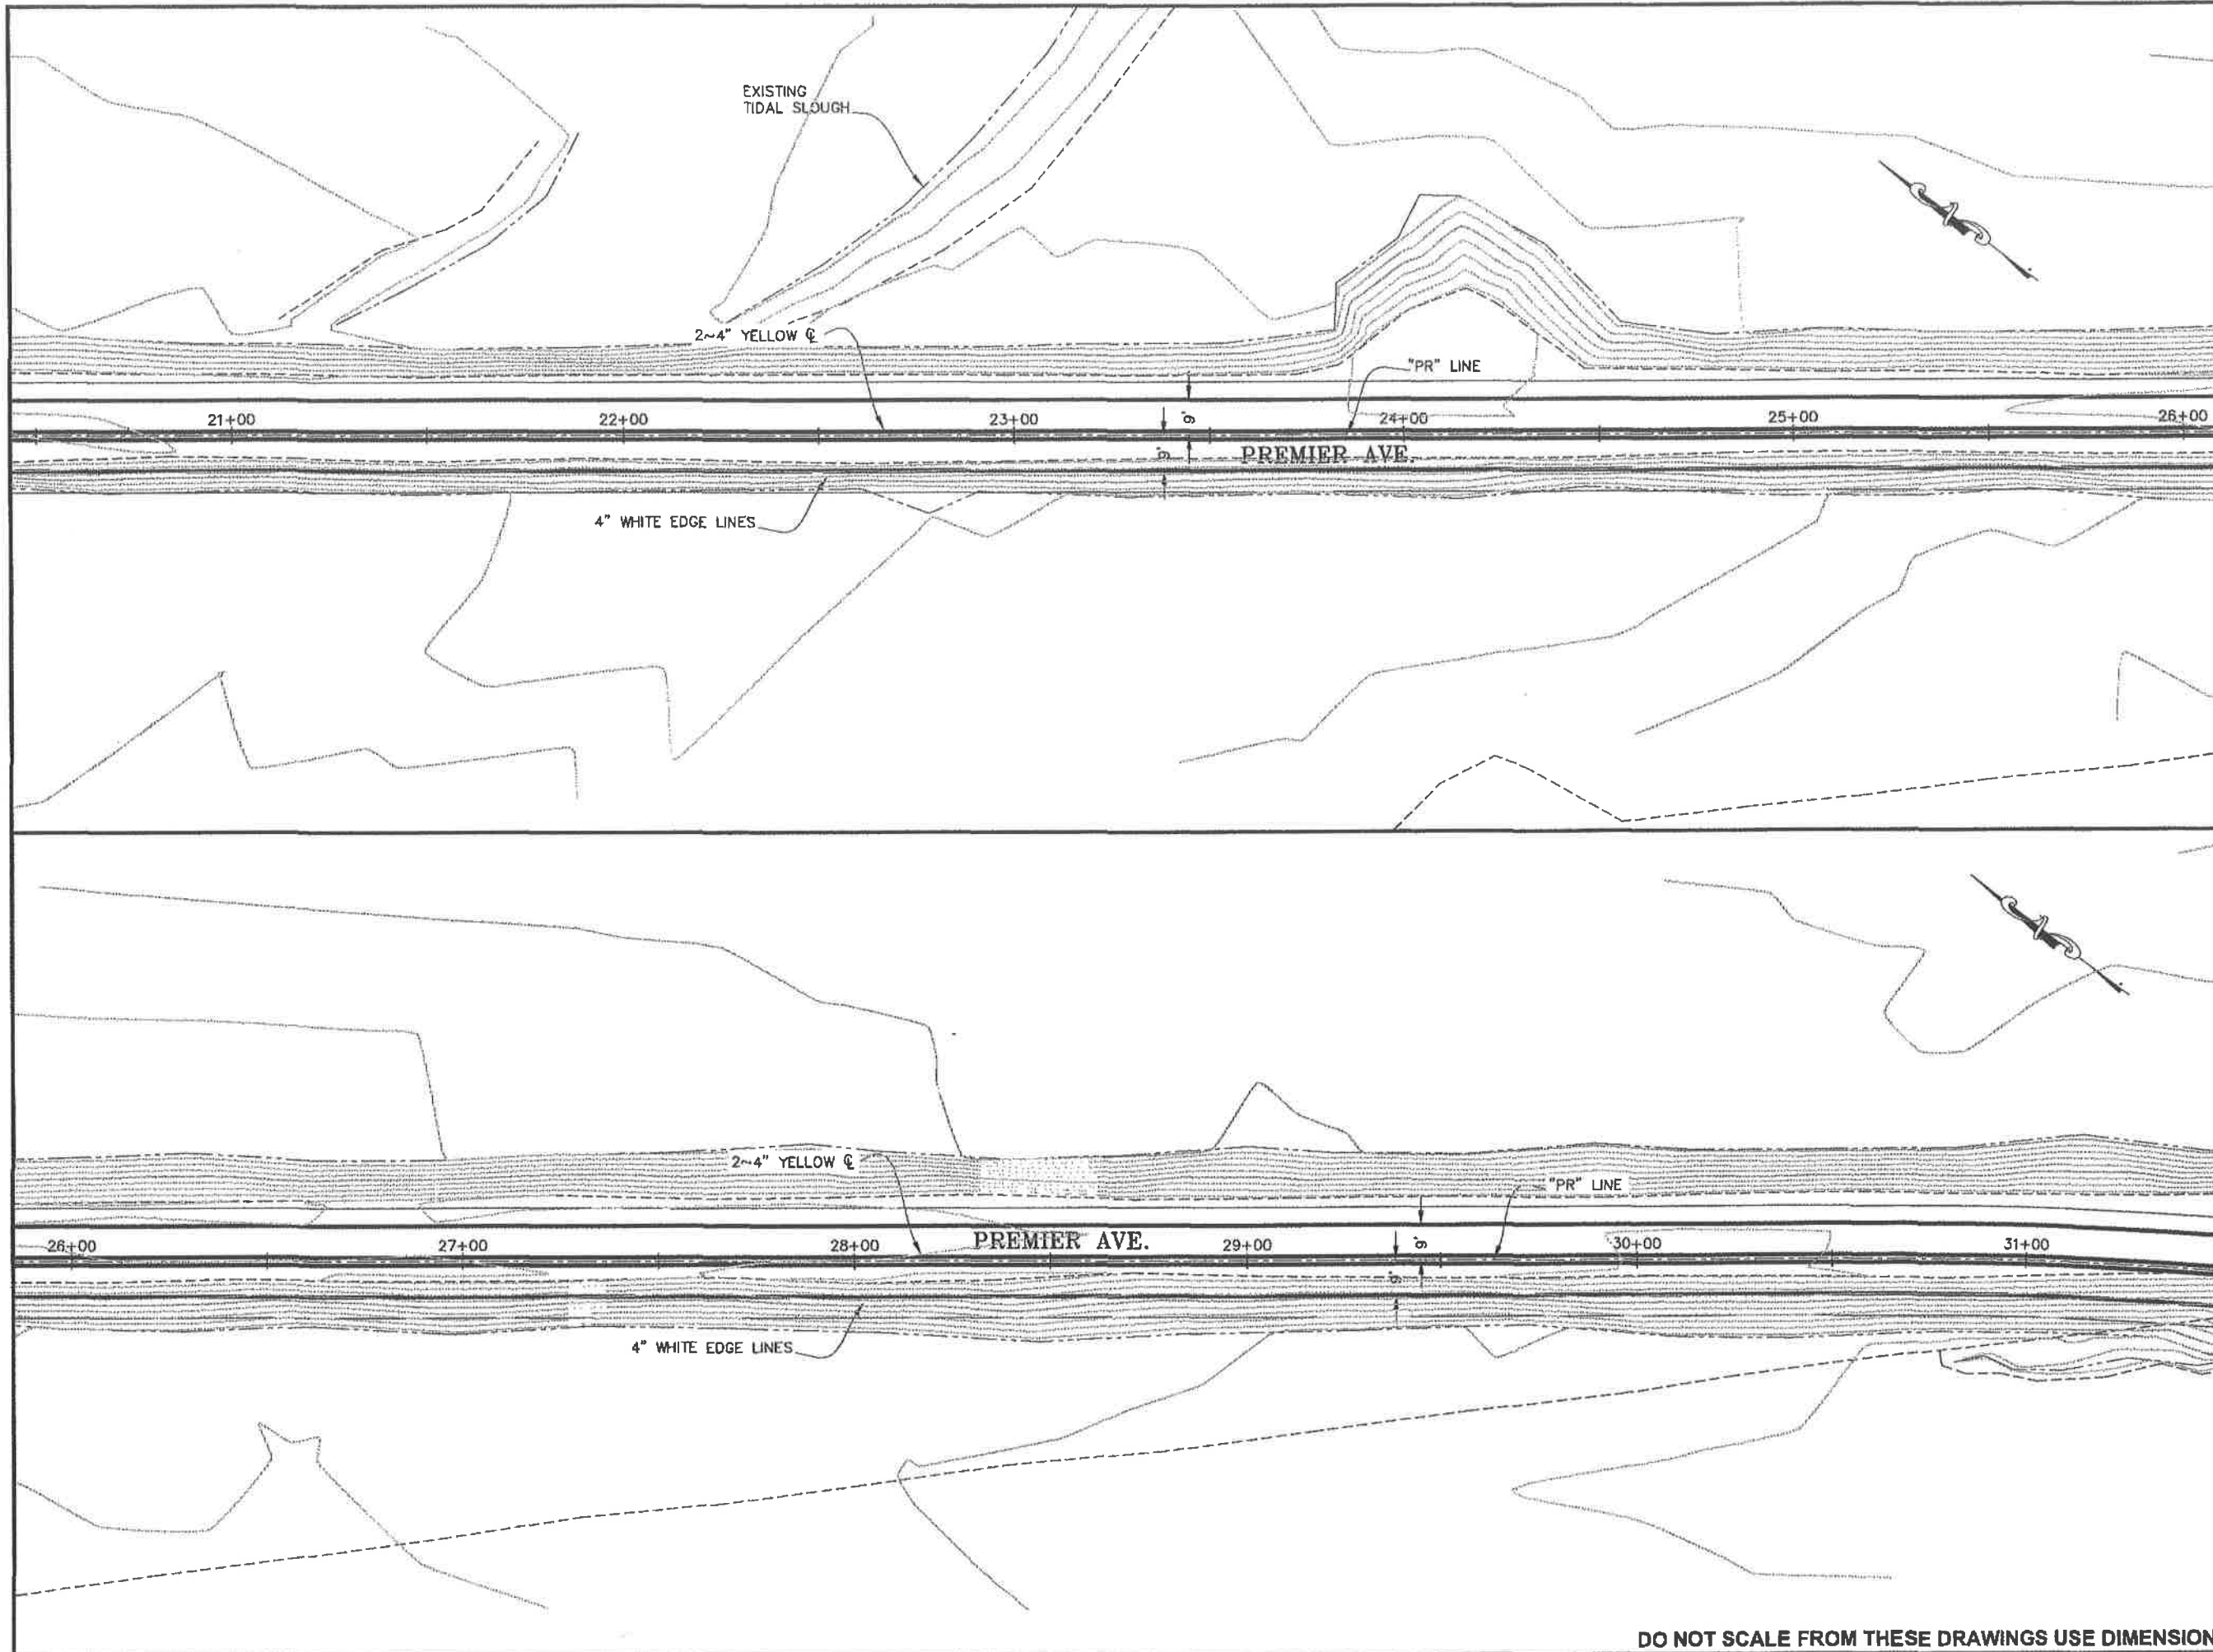 EXISTING
TIDAL SLOUGH
2~4" YELLOW ℄
"PR" LINE
21+00
22+00
23+00
24+00
25+00
26+00
9'
9'
PREMIER AVE.
4" WHITE EDGE LINES
2~4" YELLOW ℄
"PR" LINE
26+00
27+00
28+00
PREMIER AVE.
29+00
30+00
31+00
9'
9'
4" WHITE EDGE LINES
DO NOT SCALE FROM THESE DRAWINGS USE DIMENSION